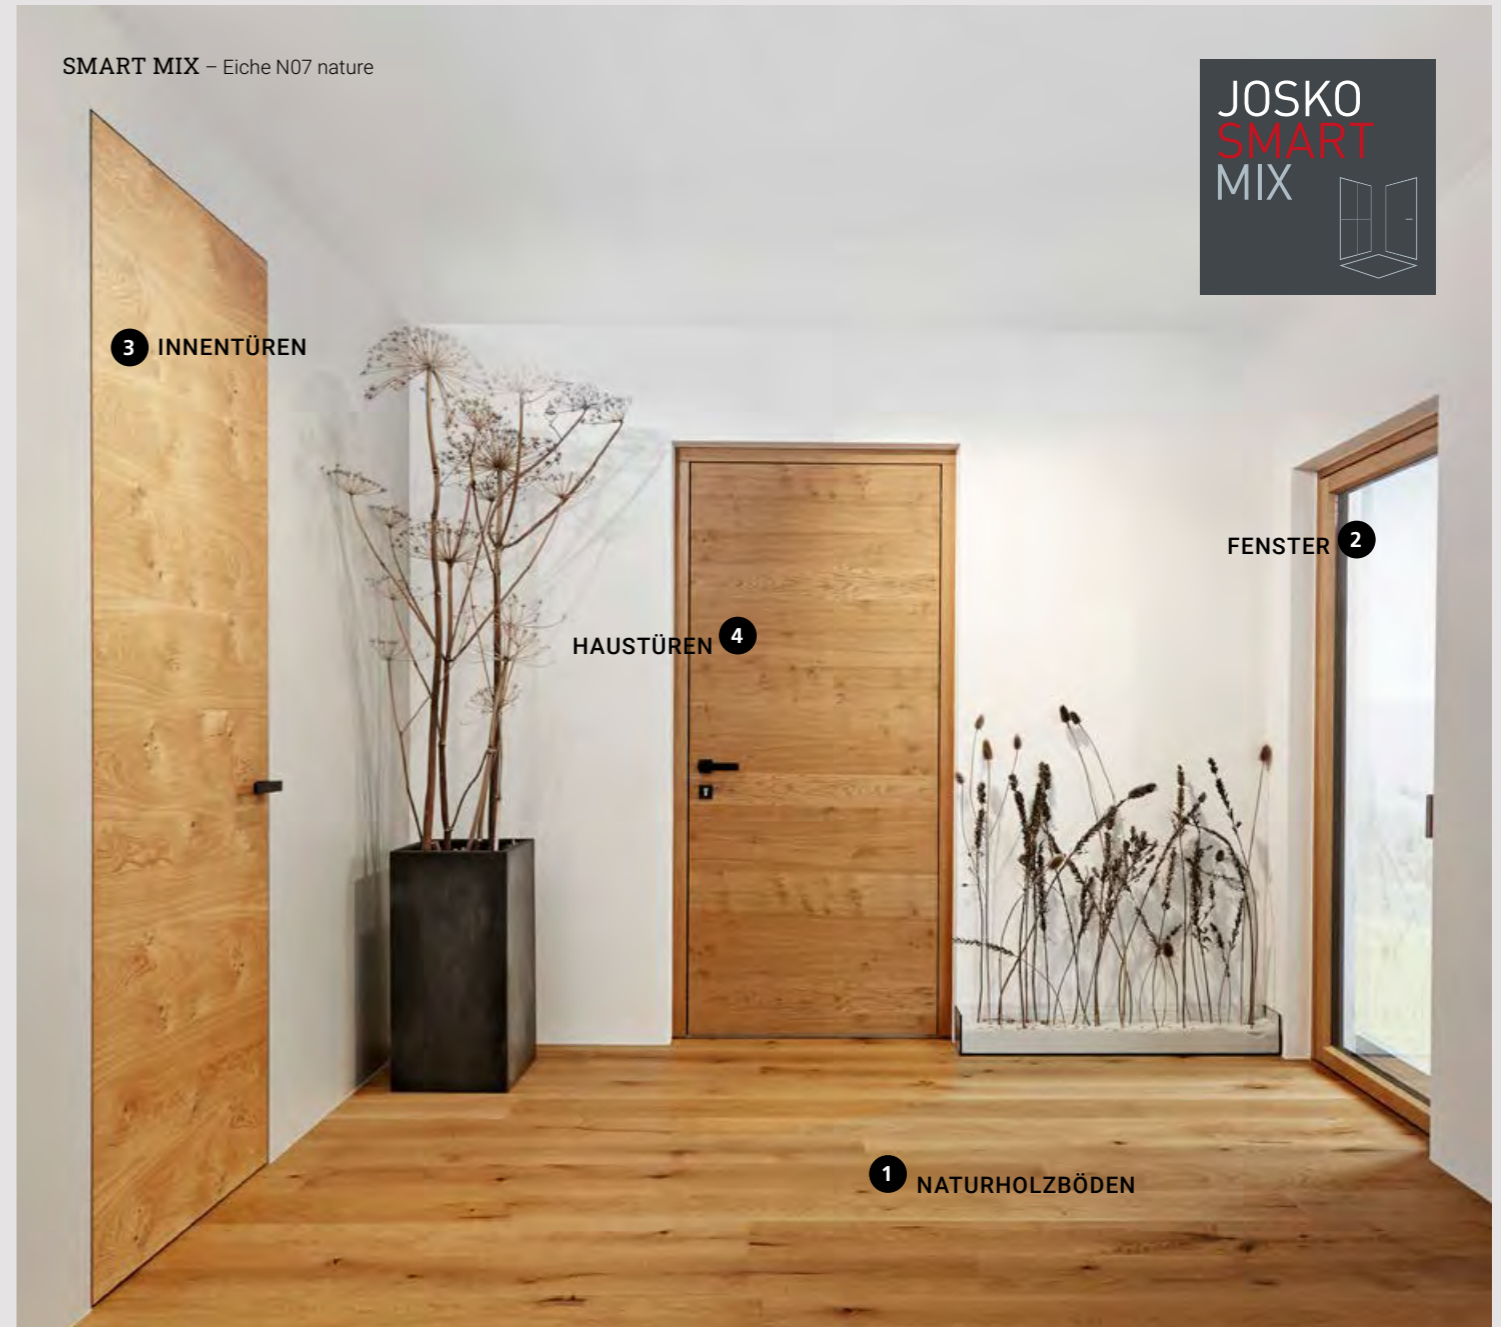 SMART MIX – Eiche N07 nature
JOSKO
SMART
MIX
3 INNENTÜREN
FENSTER 2
HAUSTÜREN 4
1 NATURHOLZBÖDEN